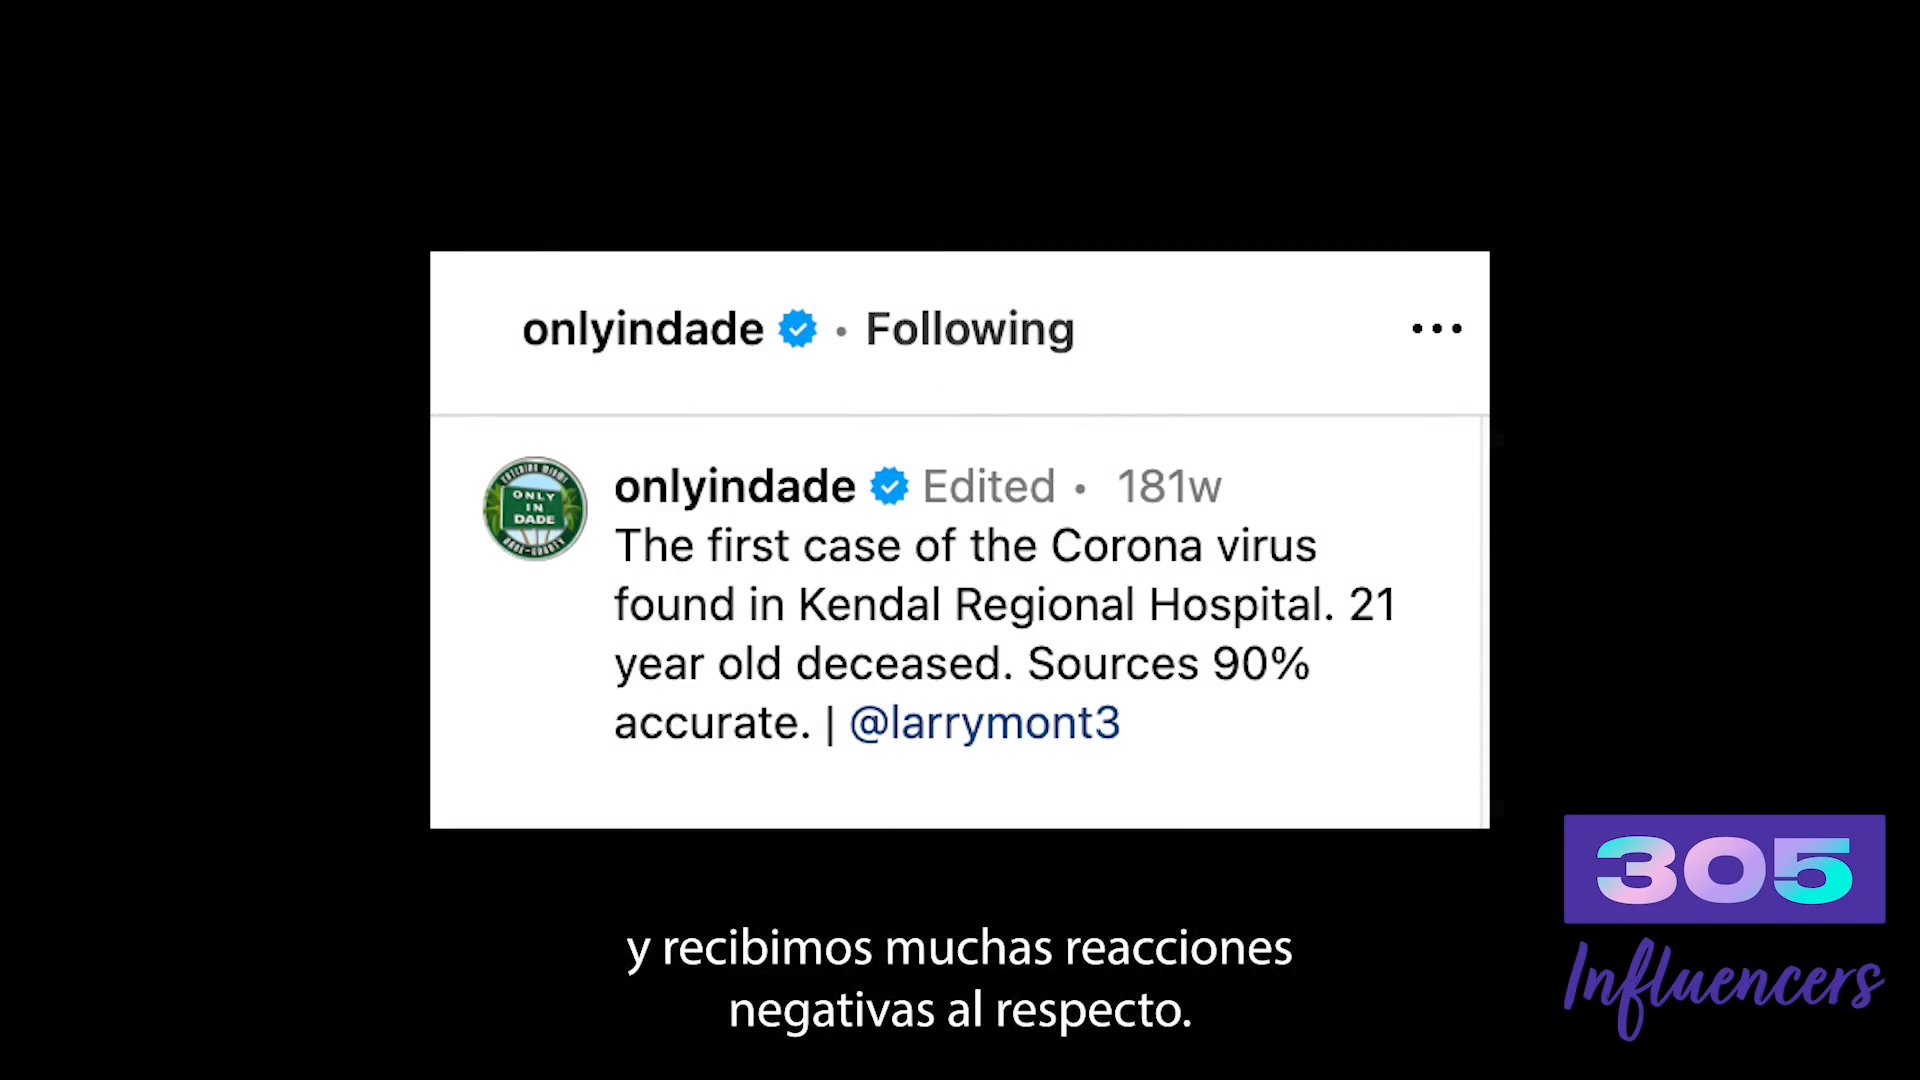 onlyindade • Following
onlyindade Edited • 181w
The first case of the Corona virus
found in Kendal Regional Hospital. 21
year old deceased. Sources 90%
accurate. | @larrymont3
ONLY
IN
DADE
305
Influencers
y recibimos muchas reacciones
negativas al respecto.